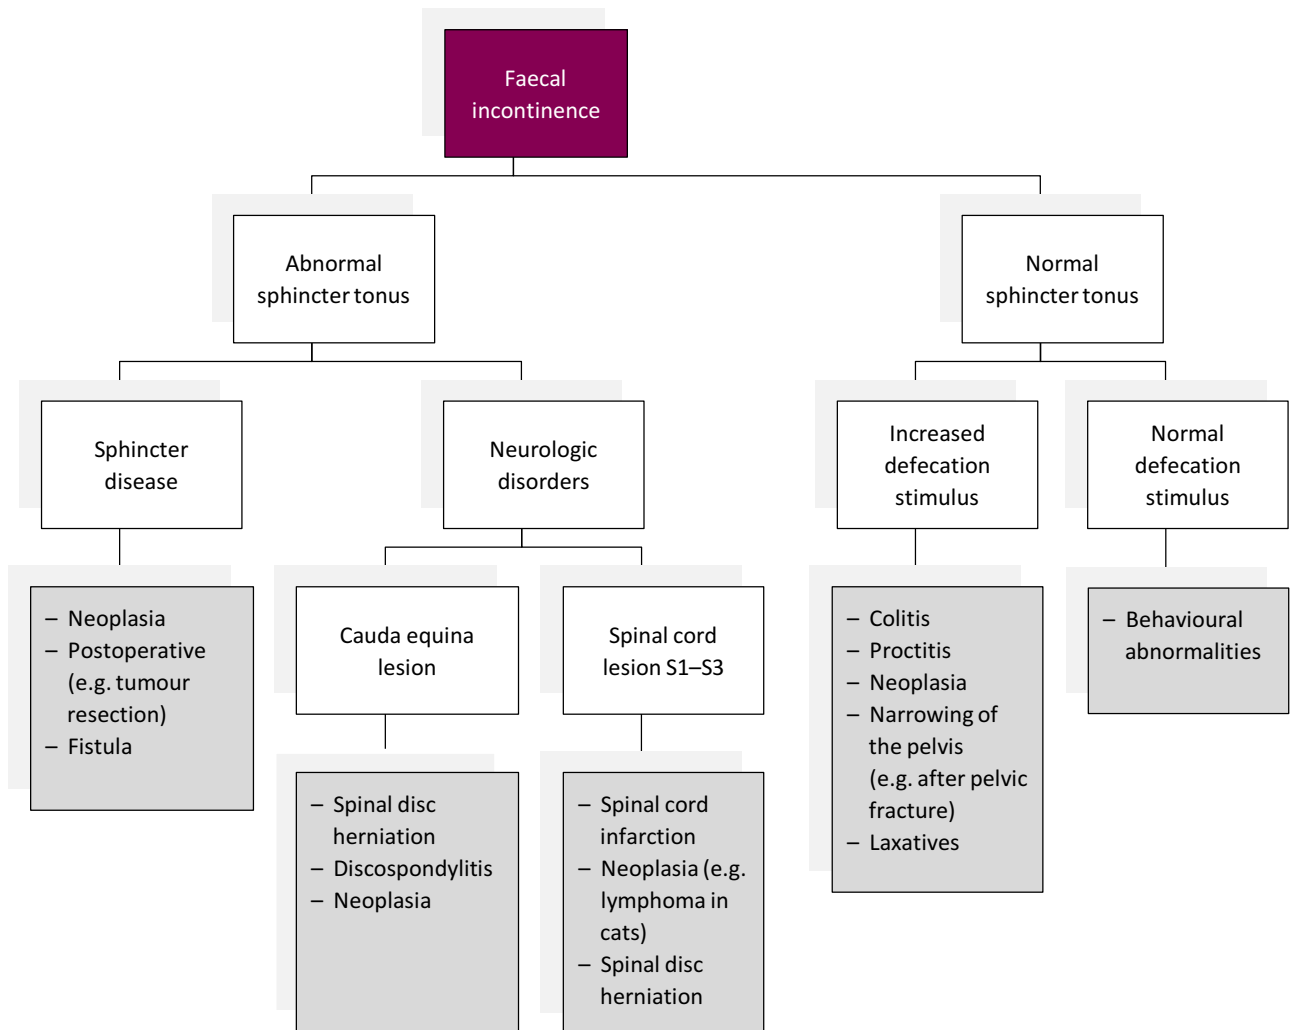 Faecal
incontinence
Abnormal
sphincter tonus
Normal
sphincter tonus
Sphincter
disease
Neurologic
disorders
Increased
defecation
stimulus
Normal
defecation
stimulus
– Neoplasia
– Postoperative
(e.g. tumour
resection)
– Fistula
Cauda equina
lesion
Spinal cord
lesion S1–S3
– Colitis
– Proctitis
– Neoplasia
– Narrowing of
the pelvis
(e.g. after pelvic
fracture)
– Laxatives
– Behavioural
abnormalities
– Spinal disc
herniation
– Discospondylitis
– Neoplasia
– Spinal cord
infarction
– Neoplasia (e.g.
lymphoma in
cats)
– Spinal disc
herniation